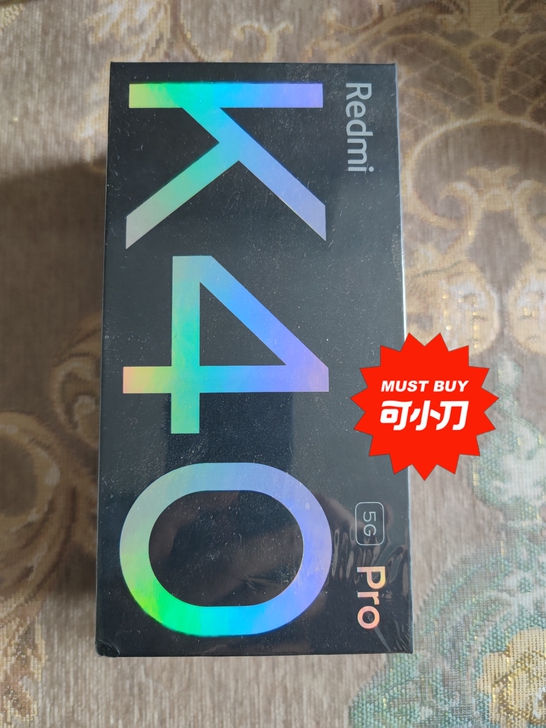 Redmi
K40
5G
Pro
MUST BUY
可小刀